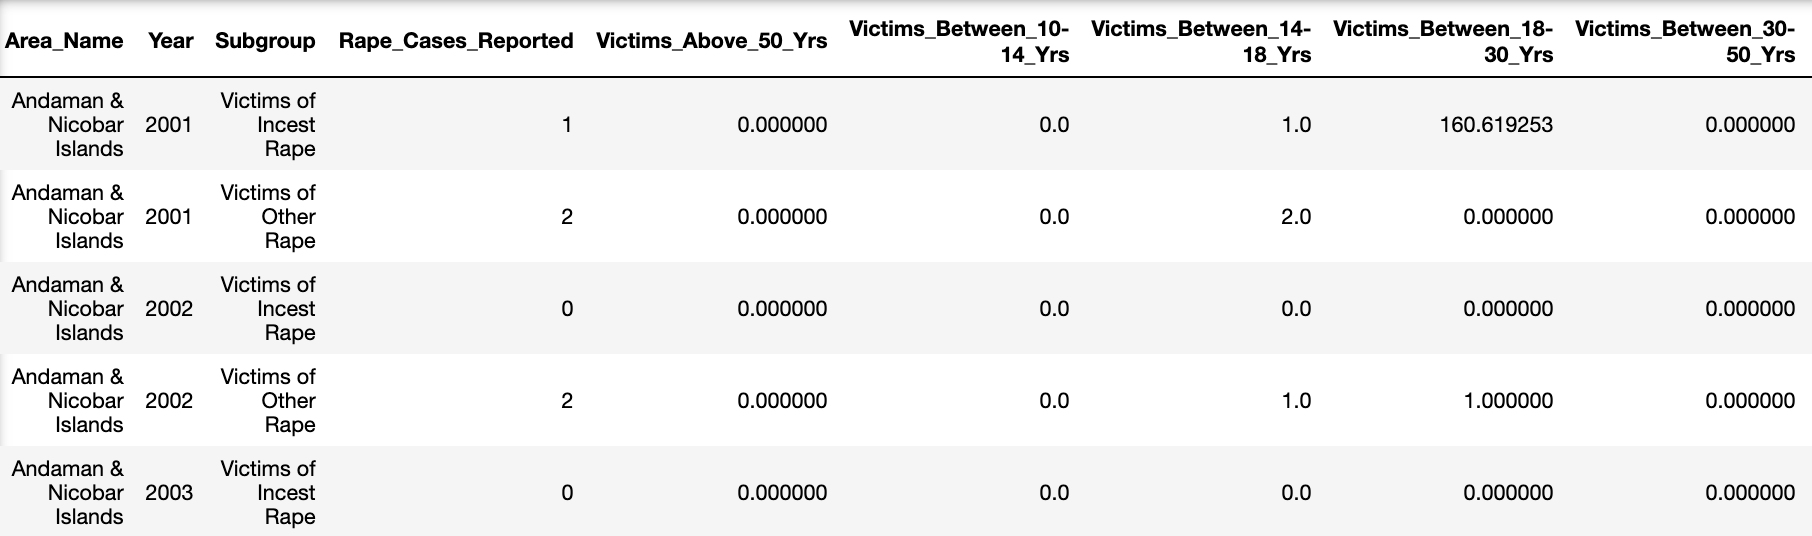 Area_Name Year Subgroup Rape_Cases_Reported Victims_Above_50_Yrs Victims_Between_10- Victims_Between_14- Victims_Between_18- Victims_Between_30-
14_Yrs 18_Yrs 30_Yrs 50_Yrs
Andaman & Victims of
Nicobar 2001 Incest 1 0.000000 0.0 1.0 160.619253 0.000000
Islands Rape
Andaman & Victims of
Nicobar 2001 Other 2 0.000000 0.0 2.0 0.000000 0.000000
Islands Rape
Andaman & Victims of
Nicobar 2002 Incest 0 0.000000 0.0 0.0 0.000000 0.000000
Islands Rape
Andaman & Victims of
Nicobar 2002 Other 2 0.000000 0.0 1.0 1.000000 0.000000
Islands Rape
Andaman & Victims of
Nicobar 2003 Incest 0 0.000000 0.0 0.0 0.000000 0.000000
Islands Rape